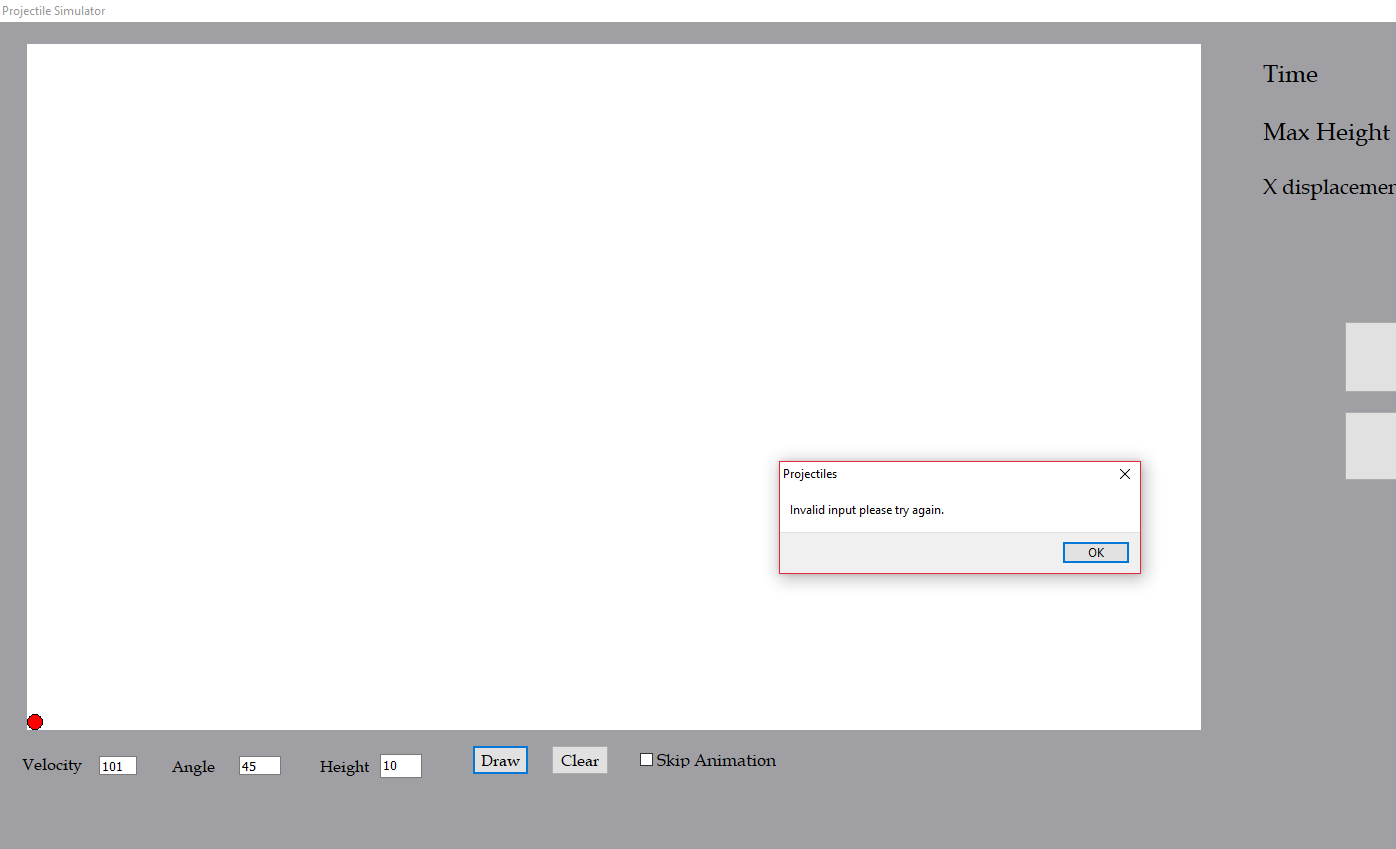 Projectile Simulator
Time
Max Height
X displacemen
Projectiles
Invalid input please try again.
OK
Velocity 101 Angle 45 Height 10 Draw Clear Skip Animation